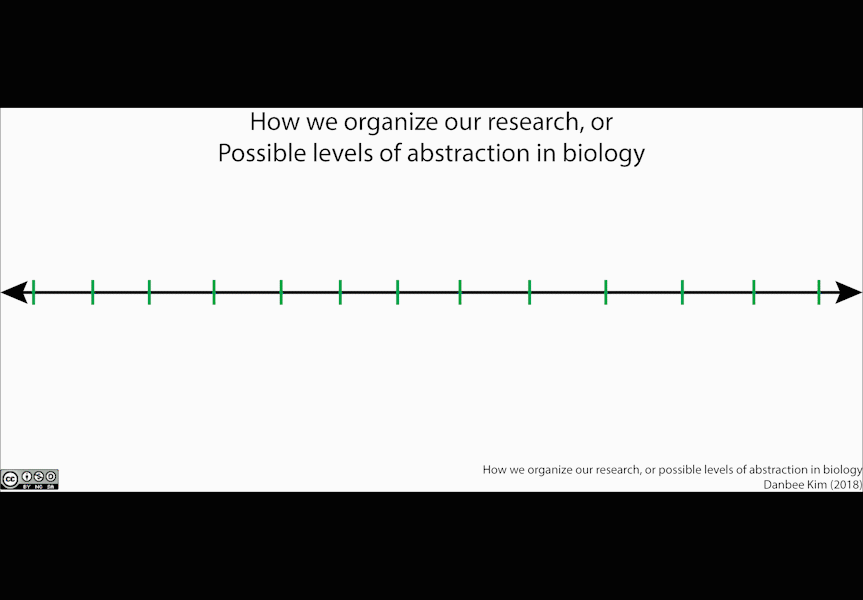 How we organize our research, or
Possible levels of abstraction in biology
How we organize our research, or possible levels of abstraction in biology
Danbee Kim (2018)
cc
BY NC SA